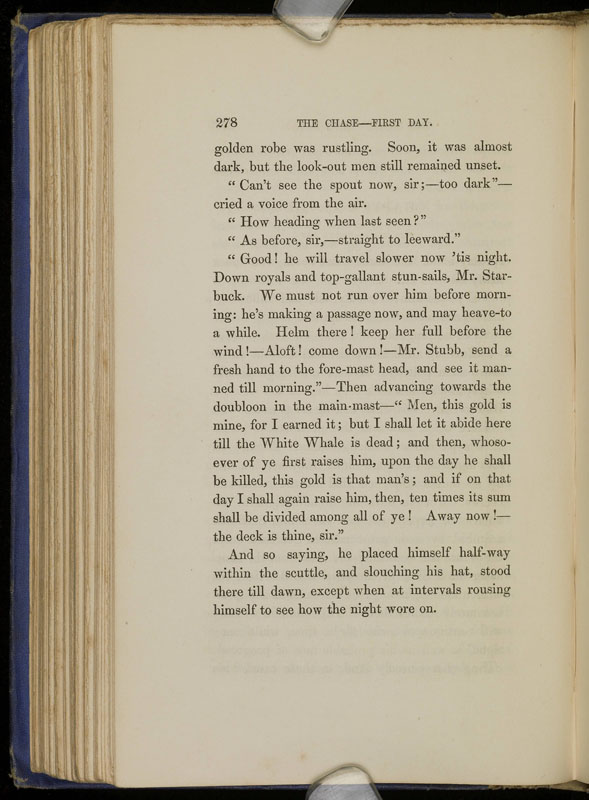 278 THE CHASE—FIRST DAY.
golden robe was rustling. Soon, it was almost
dark, but the look-out men still remained unset.
“ Can’t see the spout now, sir;—too dark”—
cried a voice from the air.
“ How heading when last seen?”
“ As before, sir,—straight to leeward.”
“ Good! he will travel slower now ’tis night.
Down royals and top-gallant stun-sails, Mr. Star-
buck. We must not run over him before morn-
ing: he’s making a passage now, and may heave-to
a while. Helm there! keep her full before the
wind!—Aloft! come down!—Mr. Stubb, send a
fresh hand to the fore-mast head, and see it man-
ned till morning.”—Then advancing towards the
doubloon in the main-mast—“ Men, this gold is
mine, for I earned it; but I shall let it abide here
till the White Whale is dead; and then, whoso-
ever of ye first raises him, upon the day he shall
be killed, this gold is that man’s; and if on that
day I shall again raise him, then, ten times its sum
shall be divided among all of ye! Away now!—
the deck is thine, sir.”
And so saying, he placed himself half-way
within the scuttle, and slouching his hat, stood
there till dawn, except when at intervals rousing
himself to see how the night wore on.